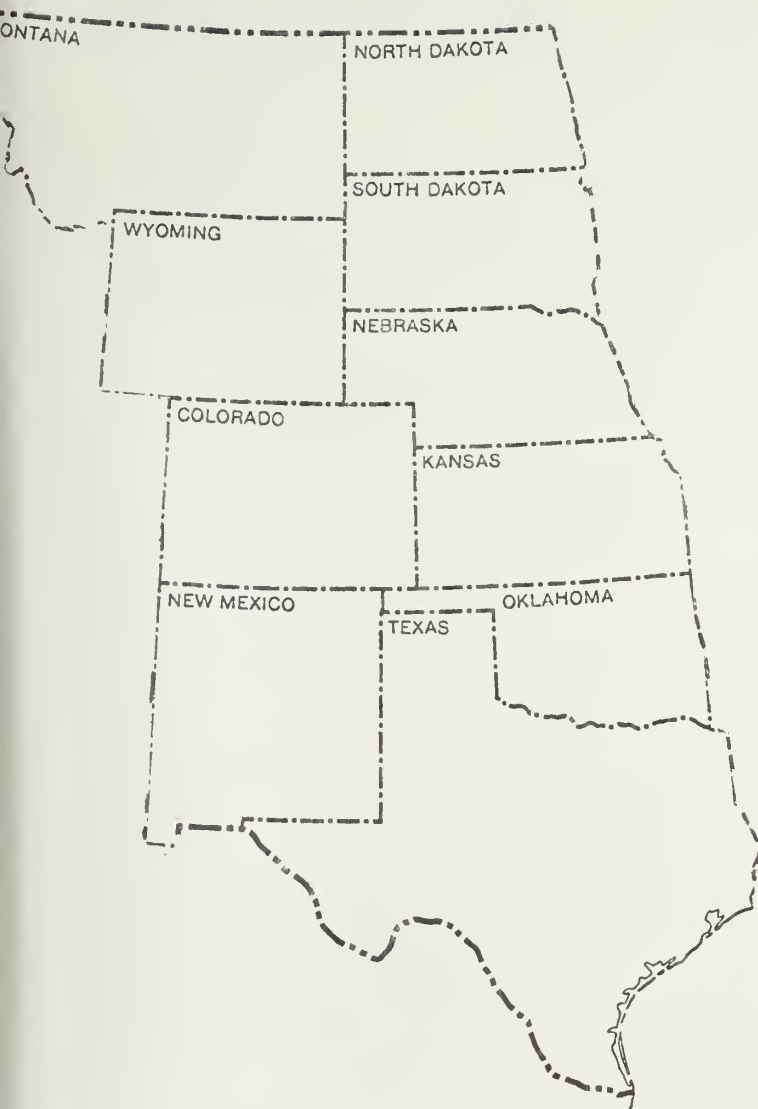 ONTANA
NORTH DAKOTA
SOUTH DAKOTA
WYOMING
NEBRASKA
COLORADO
KANSAS
NEW MEXICO
OKLAHOMA
TEXAS